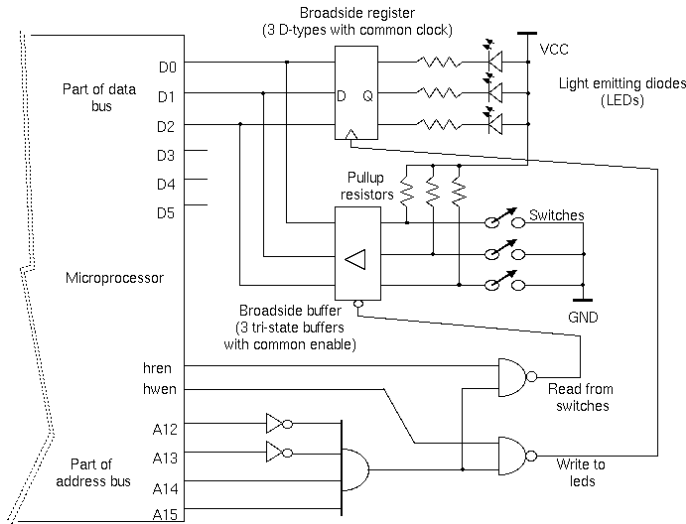 Broadside register
(3 D-types with common clock)
VCC
Light emitting diodes
(LEDs)
Part of data
bus
D0
D1
D2
D3
D4
D5
D Q
Pullup
resistors
Switches
Microprocessor
Broadside buffer
(3 tri-state buffers
with common enable)
GND
hren
hwen
Read from
switches
A12
A13
A14
A15
Part of
address bus
Write to
leds